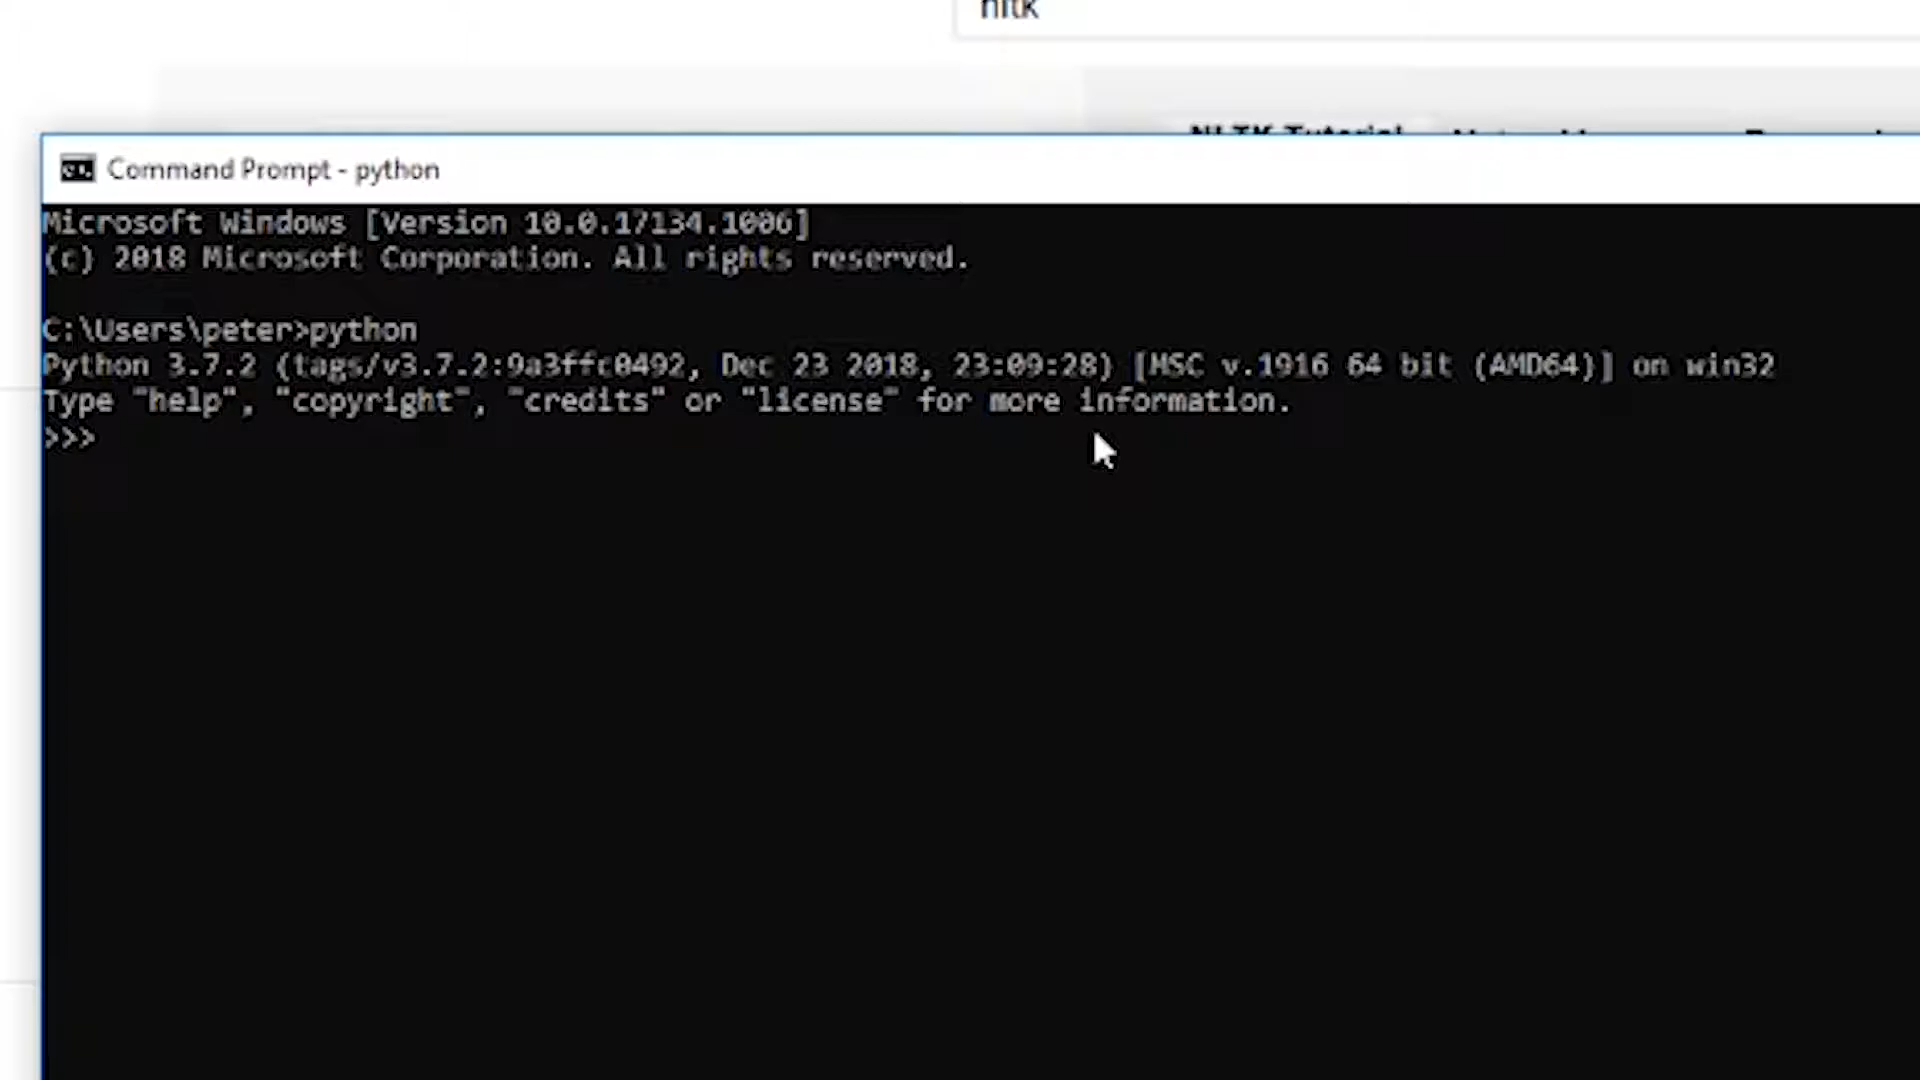 nltk
NLTK Tutorial
Command Prompt - python
Microsoft Windows [Version 10.0.17134.1006]
(c) 2018 Microsoft Corporation. All rights reserved.
C:\Users\peter>python
Python 3.7.2 (tags/v3.7.2:9a3ffc0492, Dec 23 2018, 23:09:28) [MSC v.1916 64 bit (AMD64)] on win32
Type "help", "copyright", "credits" or "license" for more information.
>>>